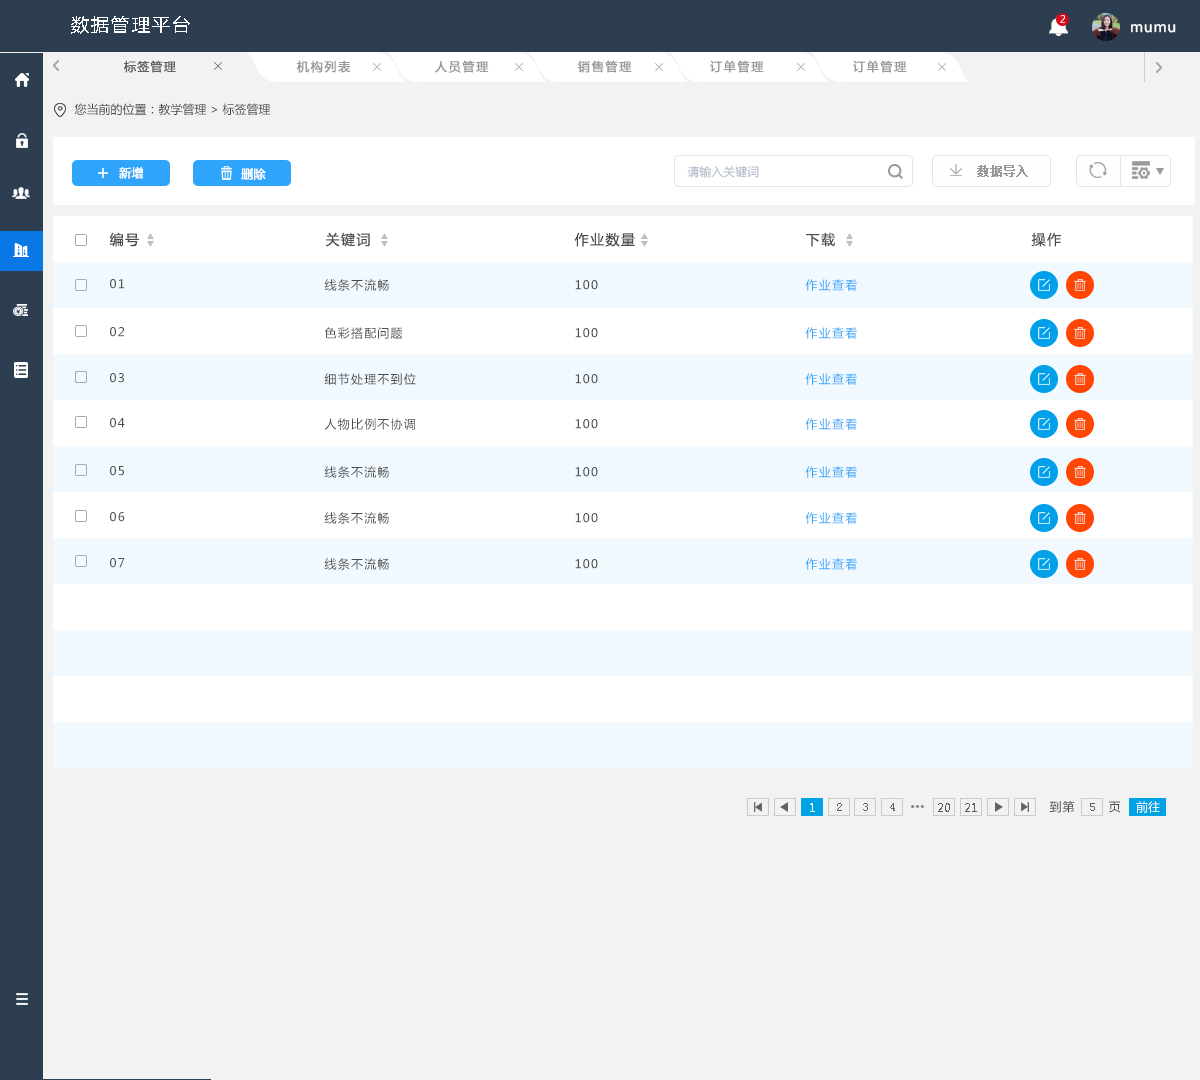 数据管理平台
2
mumu
标签管理 机构列表 人员管理 销售管理 订单管理 订单管理
您当前的位置：教学管理 > 标签管理
新增 删除 请输入关键词 数据导入
编号 关键词 作业数量 下载 操作
01 线条不流畅 100 作业查看
02 色彩搭配问题 100 作业查看
03 细节处理不到位 100 作业查看
04 人物比例不协调 100 作业查看
05 线条不流畅 100 作业查看
06 线条不流畅 100 作业查看
07 线条不流畅 100 作业查看
1 2 3 4 ••• 20 21 到第 5 页 前往